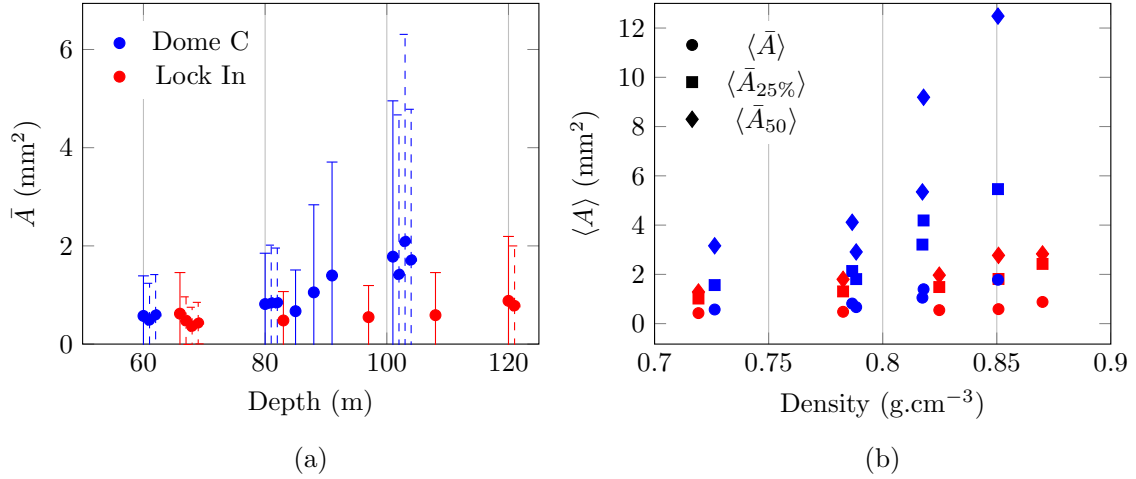 6
4
2
0
60
80
100
120
Ā (mm²)
Depth (m)
Dome C
Lock In
(a)
12
10
8
6
4
2
0
0.7
0.75
0.8
0.85
0.9
⟨A⟩ (mm²)
Density (g.cm⁻³)
⟨Ā⟩
⟨Ā₂₅%⟩
⟨Ā₅₀⟩
(b)